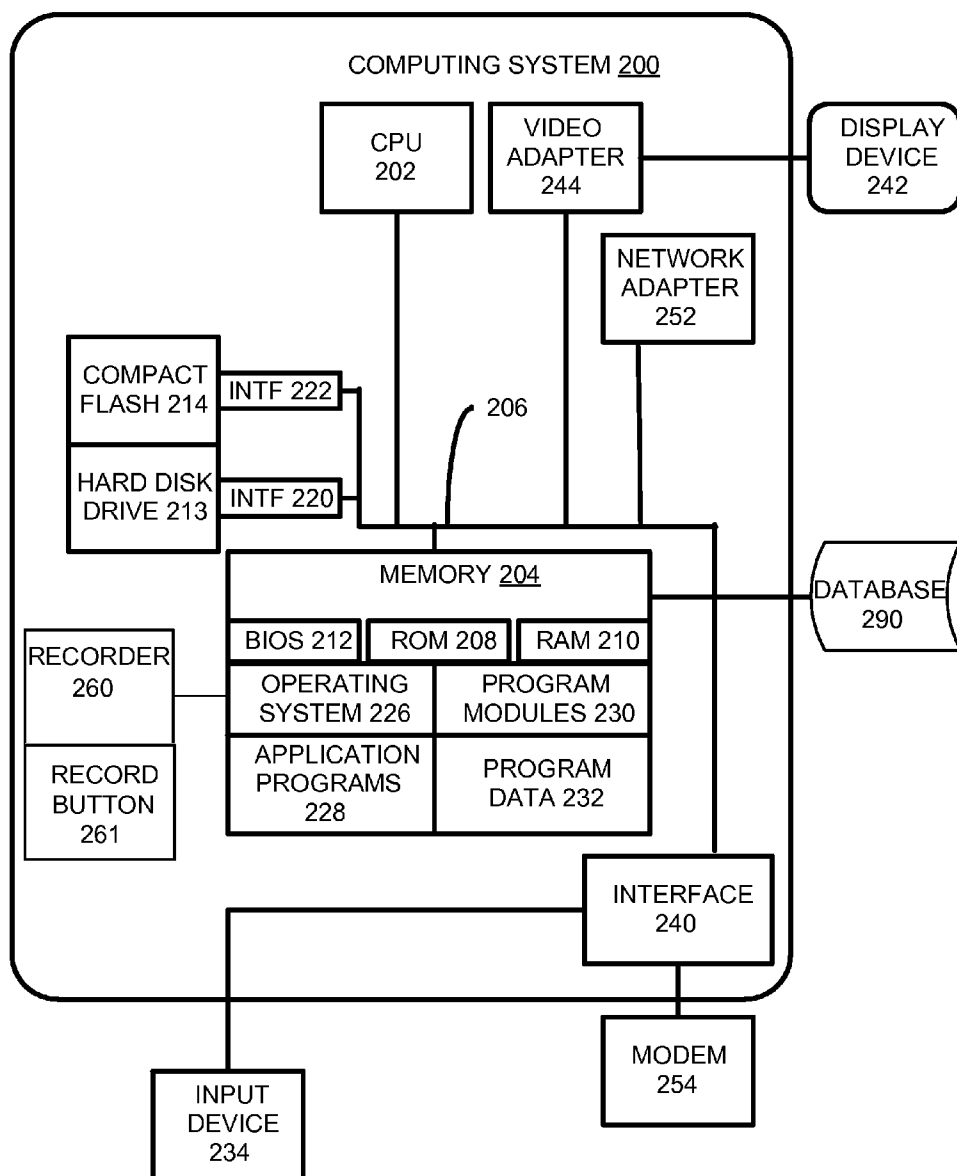 COMPUTING SYSTEM 200
CPU
202
VIDEO
ADAPTER
244
DISPLAY
DEVICE
242
NETWORK
ADAPTER
252
COMPACT
FLASH 214
INTF 222
206
HARD DISK
DRIVE 213
INTF 220
MEMORY 204
DATABASE
290
BIOS 212
ROM 208
RAM 210
RECORDER
260
OPERATING
SYSTEM 226
PROGRAM
MODULES 230
RECORD
BUTTON
261
APPLICATION
PROGRAMS
228
PROGRAM
DATA 232
INTERFACE
240
MODEM
254
INPUT
DEVICE
234